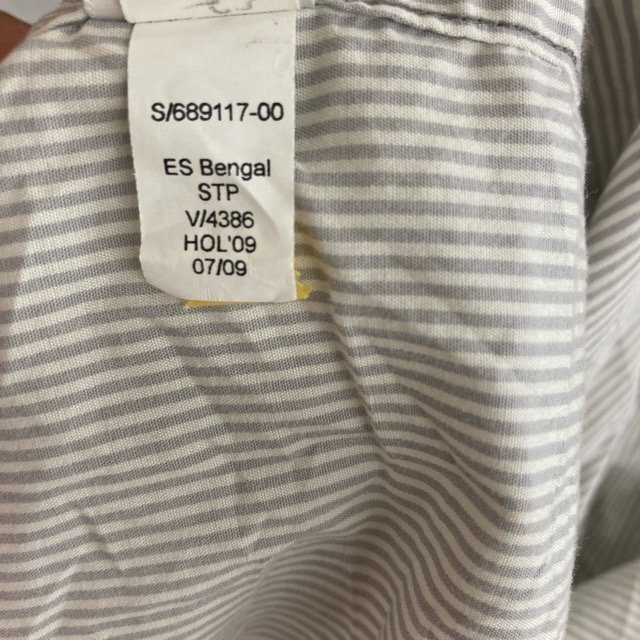 S/689117-00
ES Bengal
STP
V/4386
HOL'09
07/09